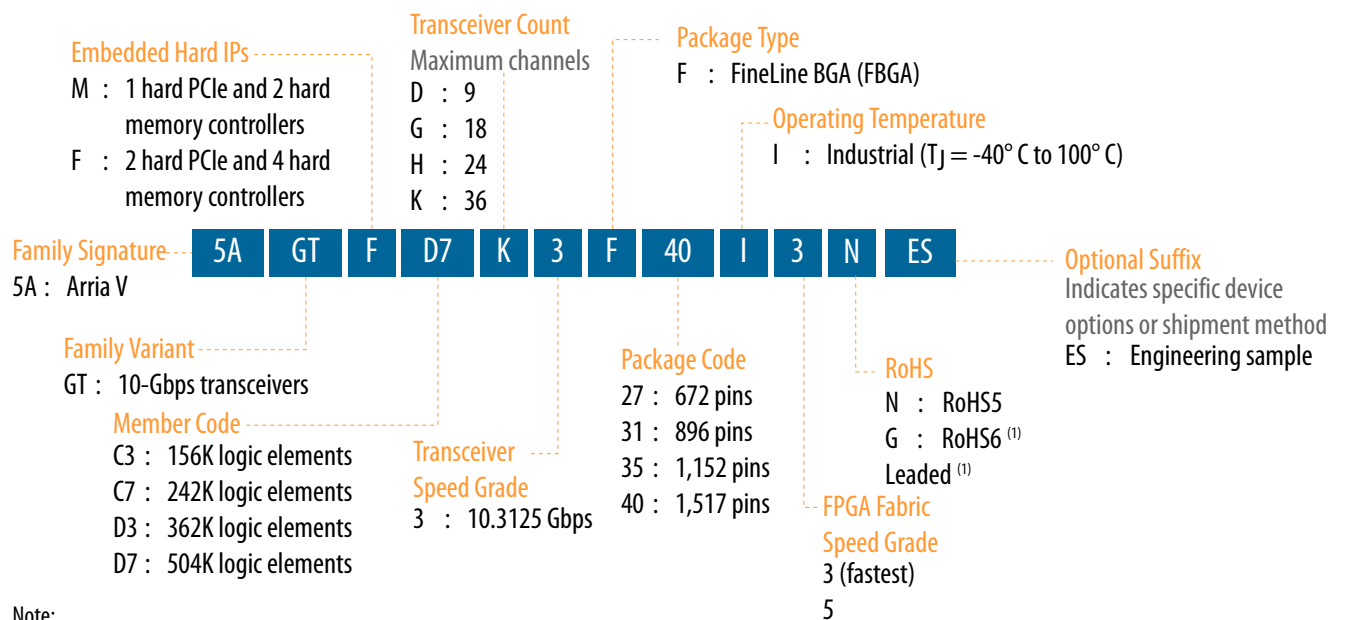 Embedded Hard IPs
M : 1 hard PCIe and 2 hard
memory controllers
F : 2 hard PCIe and 4 hard
memory controllers
Transceiver Count
Maximum channels
D : 9
G : 18
H : 24
K : 36
Package Type
F : FineLine BGA (FBGA)
Operating Temperature
I : Industrial (TJ = -40° C to 100° C)
Family Signature
5A : Arria V
5A GT F D7 K 3 F 40 I 3 N ES
Optional Suffix
Indicates specific device
options or shipment method
ES : Engineering sample
Family Variant
GT : 10-Gbps transceivers
Member Code
C3 : 156K logic elements
C7 : 242K logic elements
D3 : 362K logic elements
D7 : 504K logic elements
Transceiver
Speed Grade
3 : 10.3125 Gbps
Package Code
27 : 672 pins
31 : 896 pins
35 : 1,152 pins
40 : 1,517 pins
RoHS
N : RoHS5
G : RoHS6 (1)
Leaded (1)
FPGA Fabric
Speed Grade
3 (fastest)
5
Note: